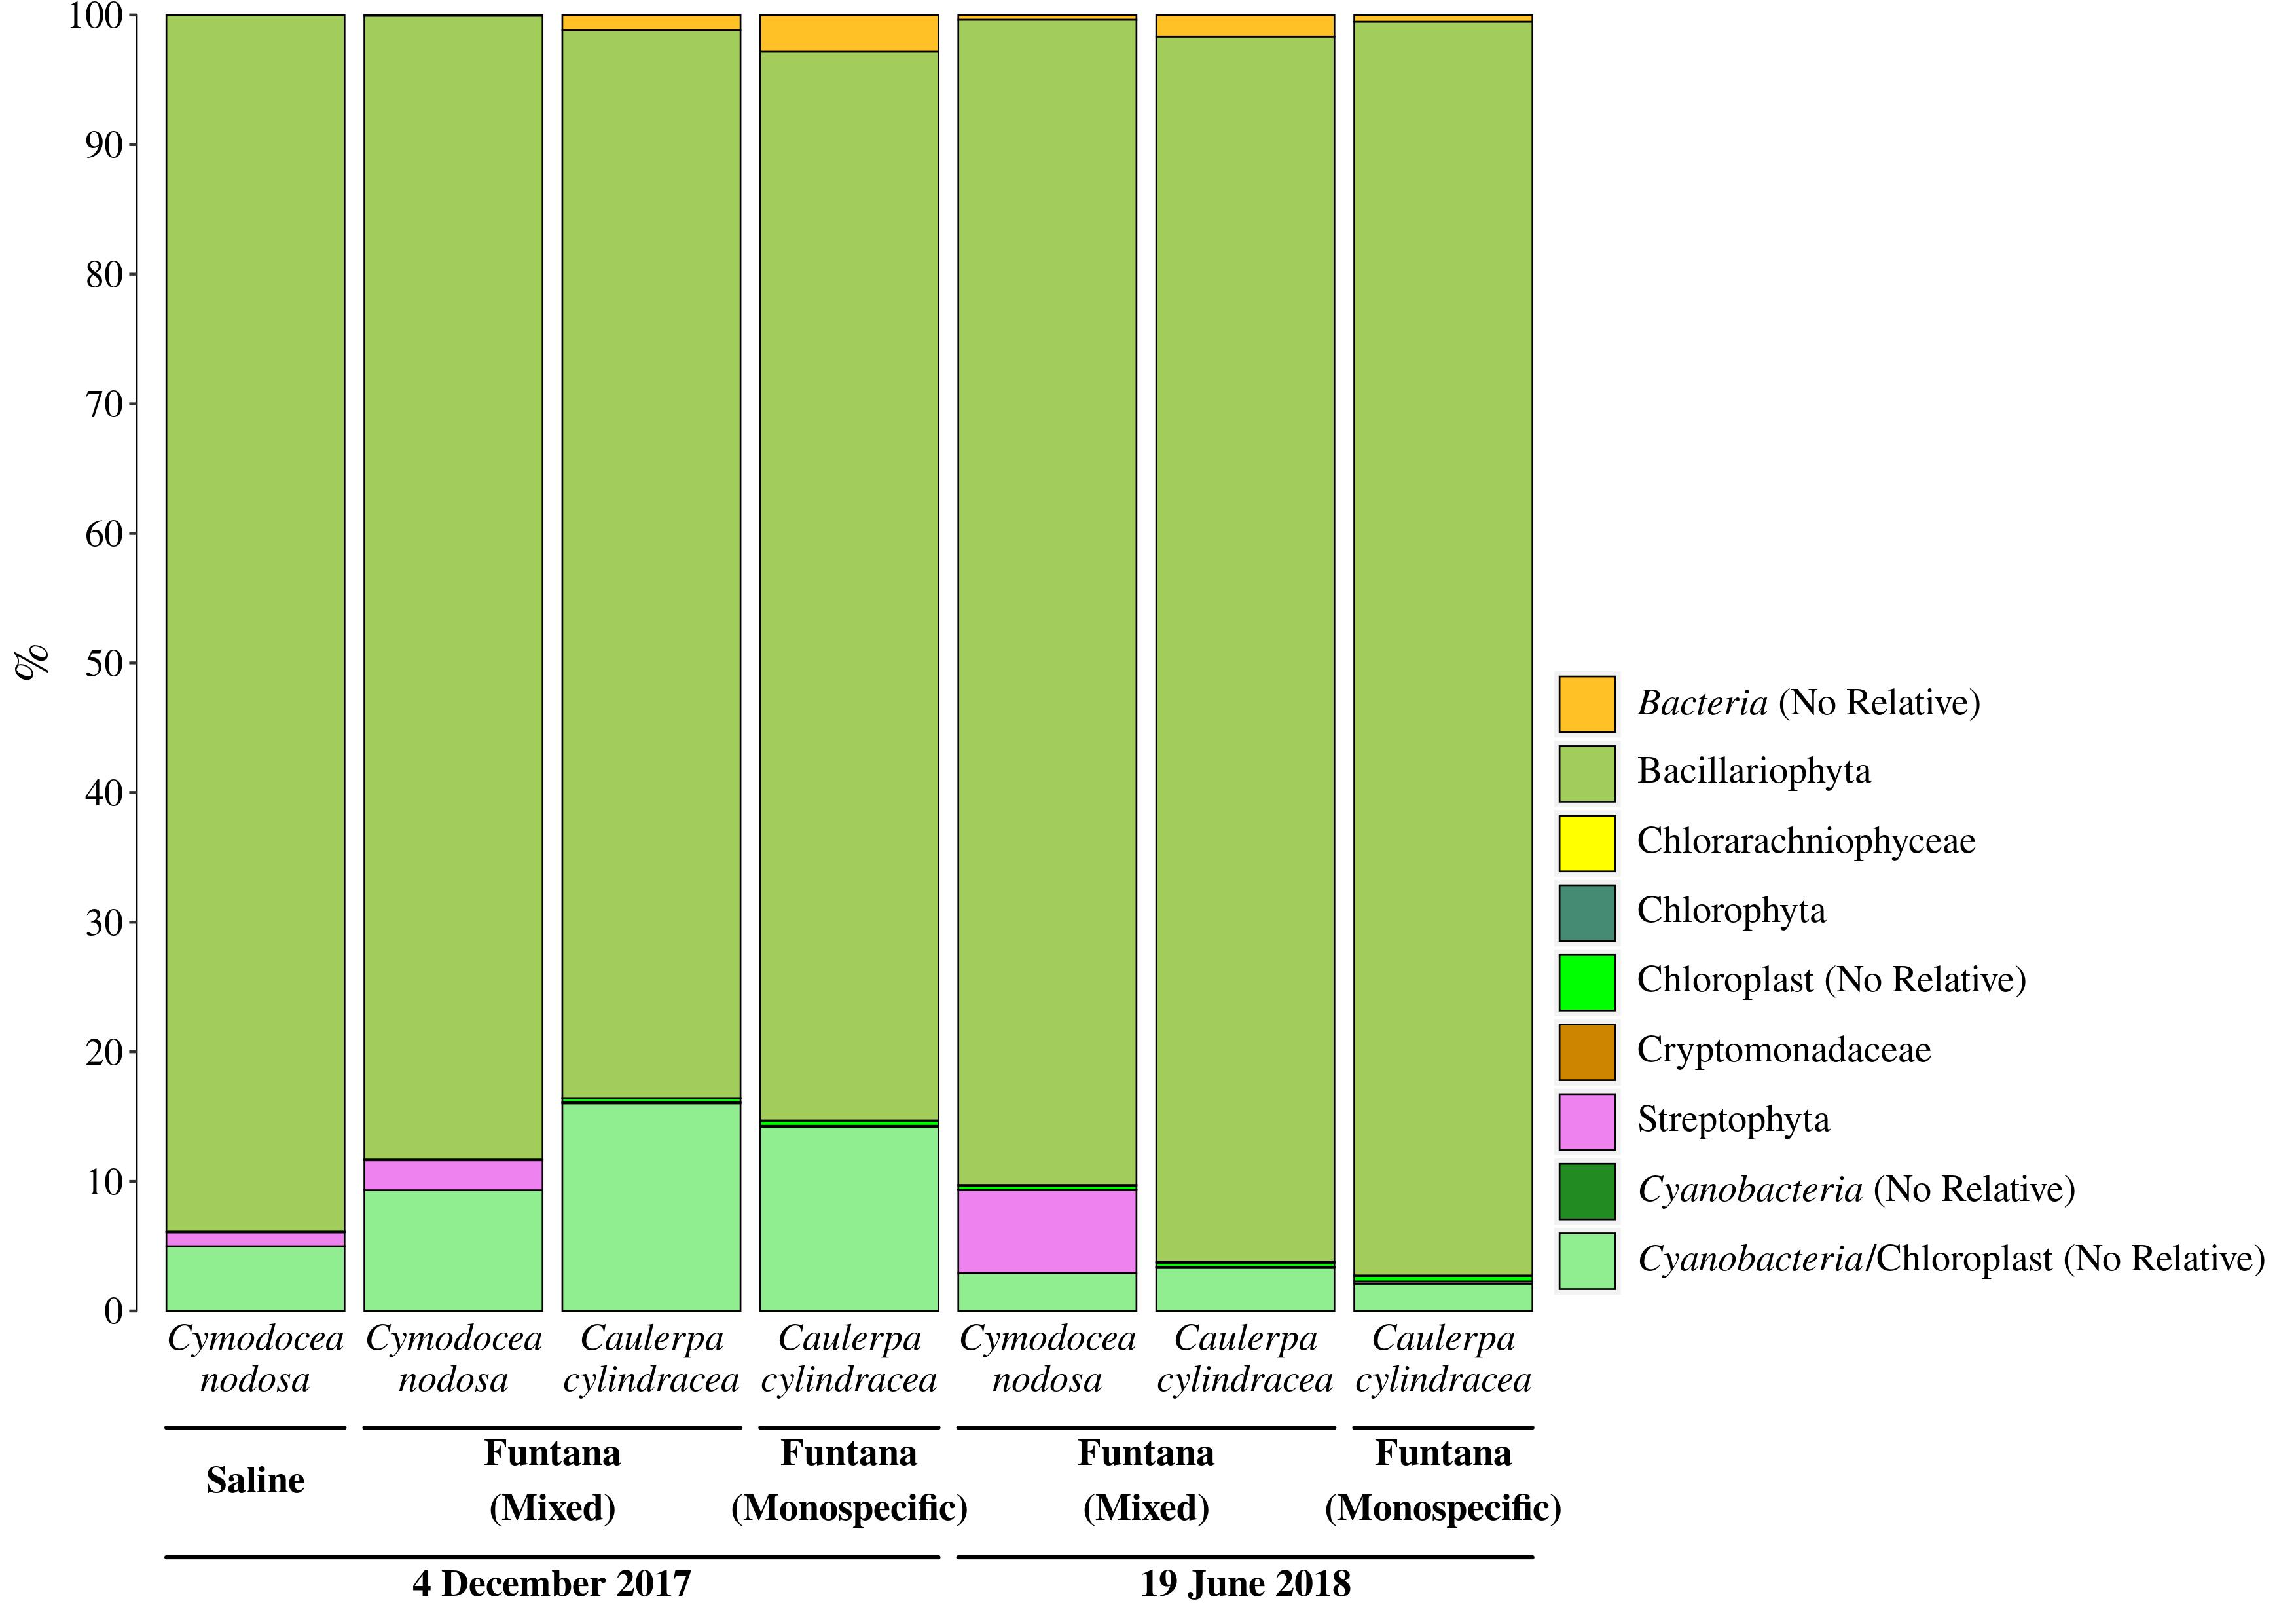 100
90
80
70
60
50
40
30
20
10
0
%
Bacteria (No Relative)
Bacillariophyta
Chlorarachniophyceae
Chlorophyta
Chloroplast (No Relative)
Cryptomonadaceae
Streptophyta
Cyanobacteria (No Relative)
Cyanobacteria/Chloroplast (No Relative)
Cymodocea nodosa
Cymodocea nodosa
Caulerpa cylindracea
Caulerpa cylindracea
Cymodocea nodosa
Caulerpa cylindracea
Caulerpa cylindracea
Saline
Funtana
(Mixed)
Funtana
(Monospecific)
Funtana
(Mixed)
Funtana
(Monospecific)
4 December 2017
19 June 2018